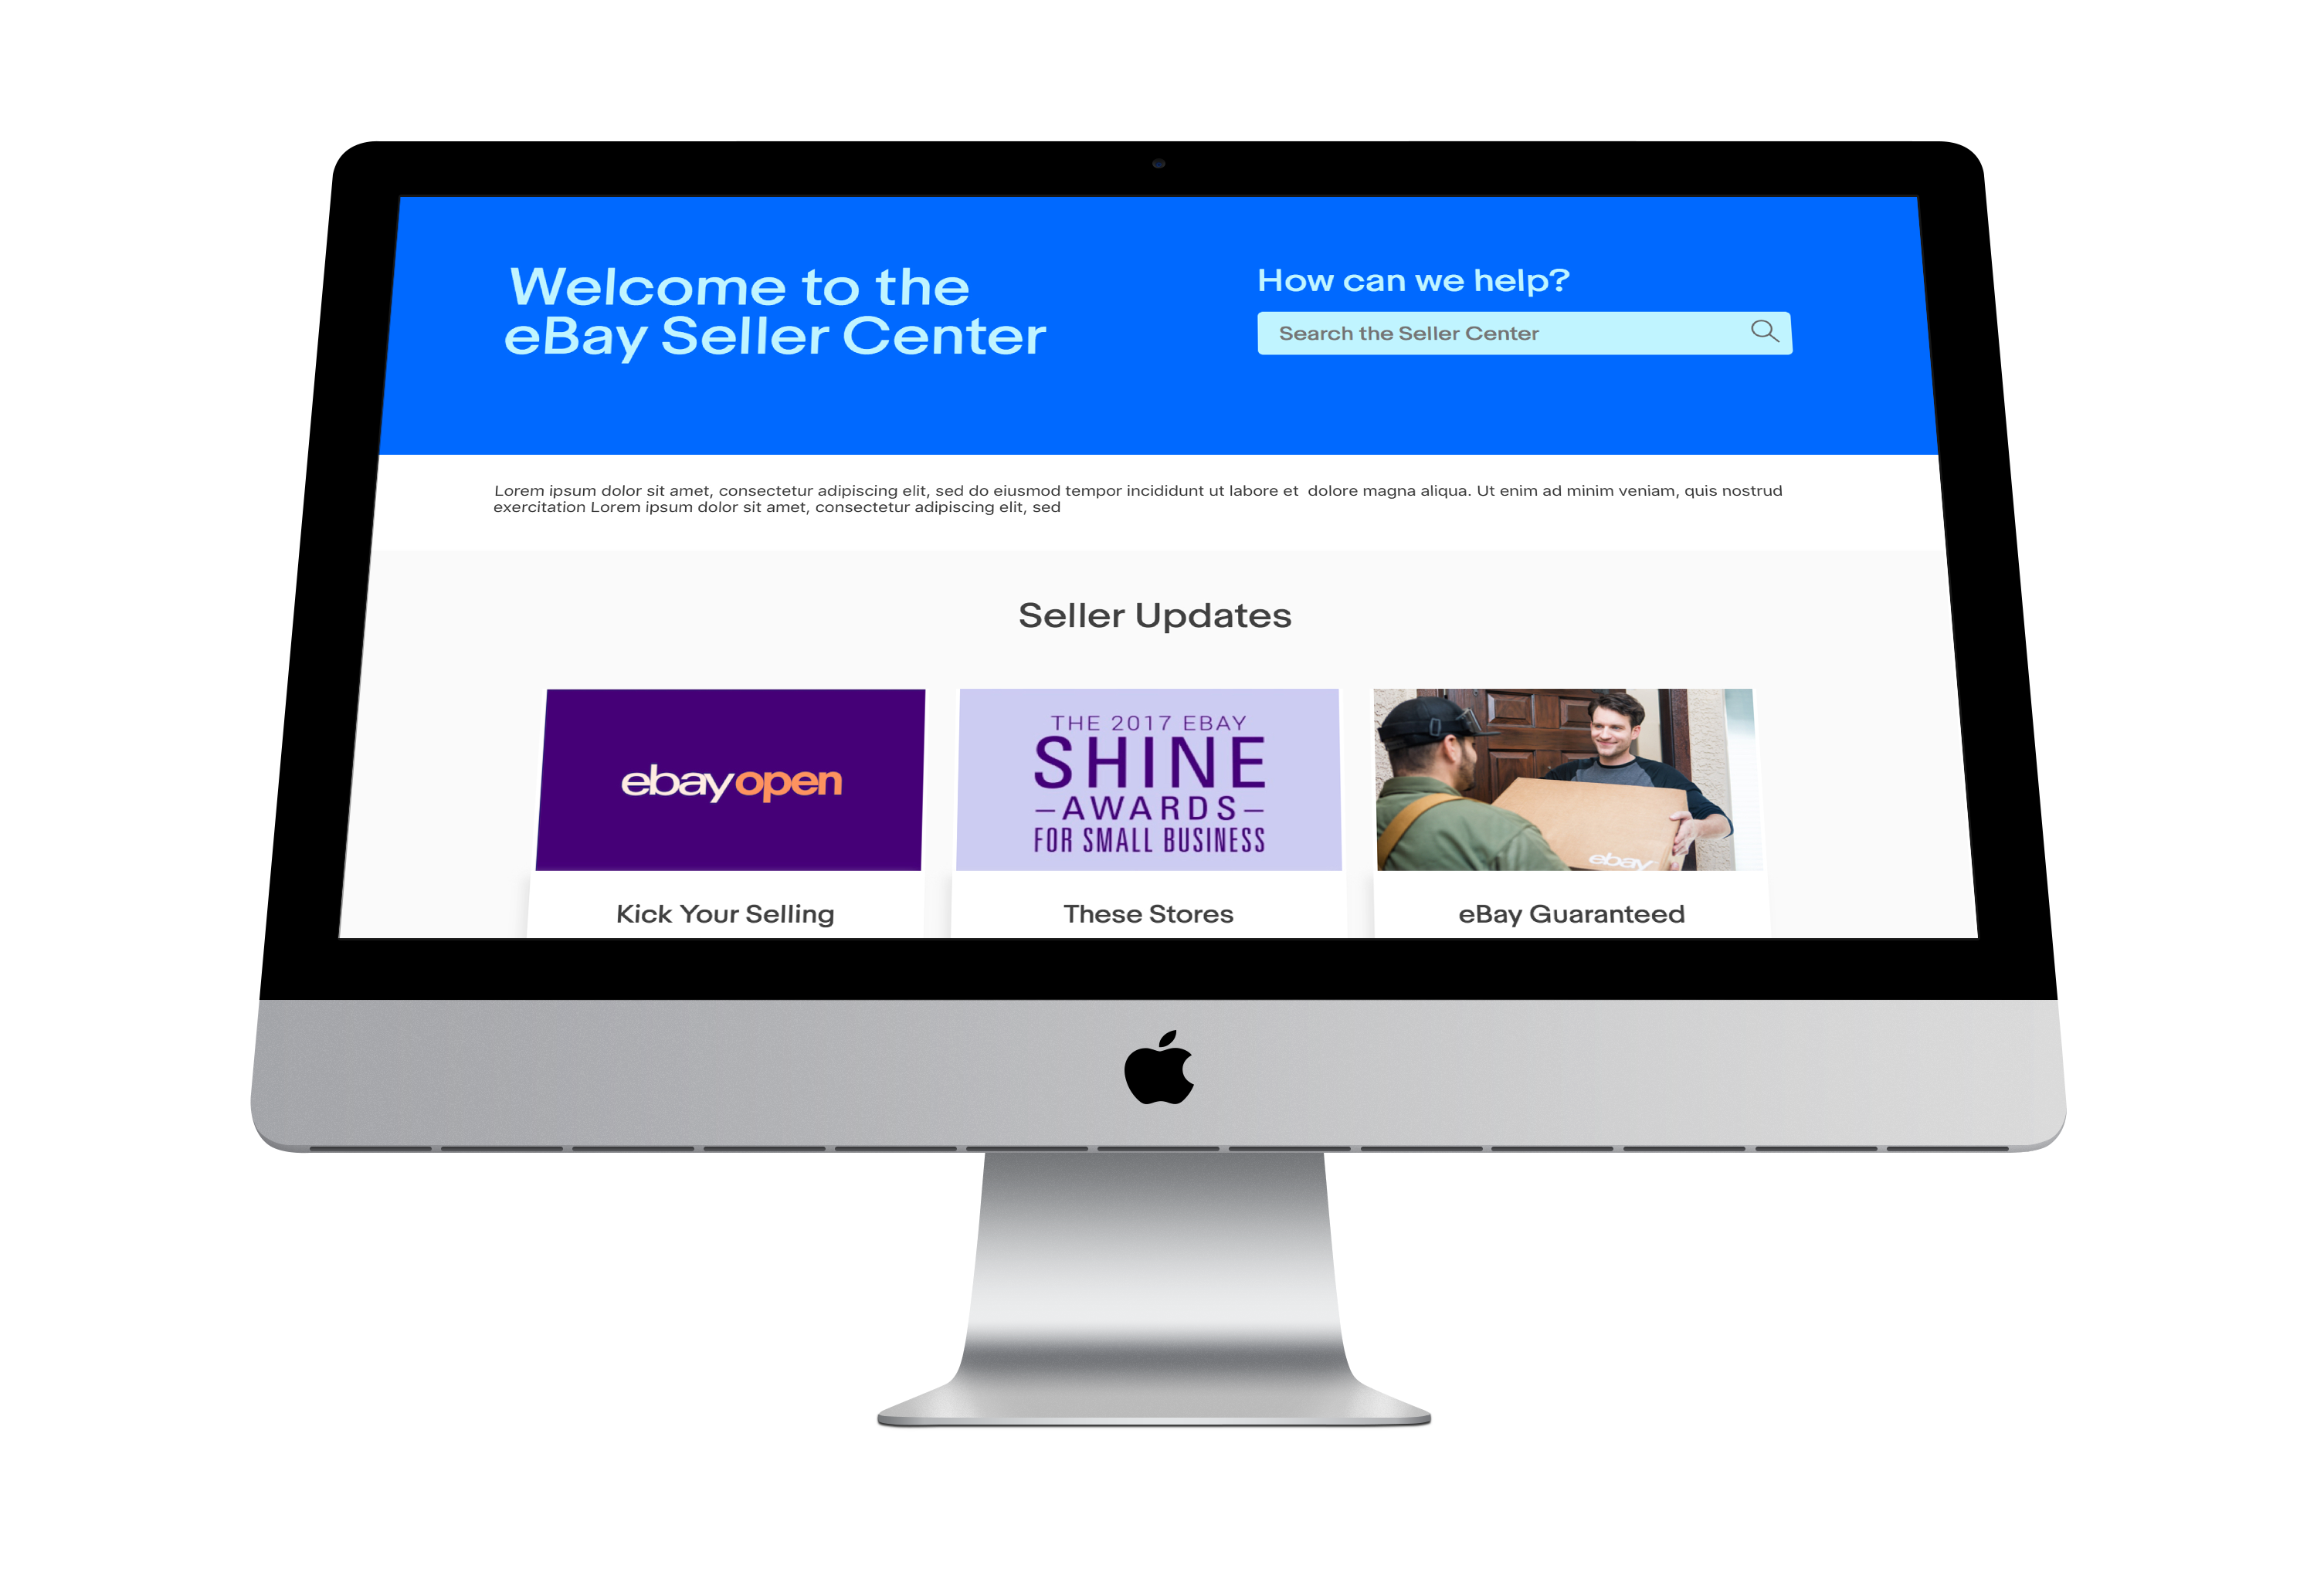 Welcome to the
eBay Seller Center
How can we help?
Search the Seller Center
Lorem ipsum dolor sit amet, consectetur adipiscing elit, sed do eiusmod tempor incididunt ut labore et  dolore magna aliqua. Ut enim ad minim veniam, quis nostrud
exercitation Lorem ipsum dolor sit amet, consectetur adipiscing elit, sed
Seller Updates
ebayopen
THE 2017 EBAY
SHINE
–AWARDS–
FOR SMALL BUSINESS
ebay
Kick Your Selling
These Stores
eBay Guaranteed